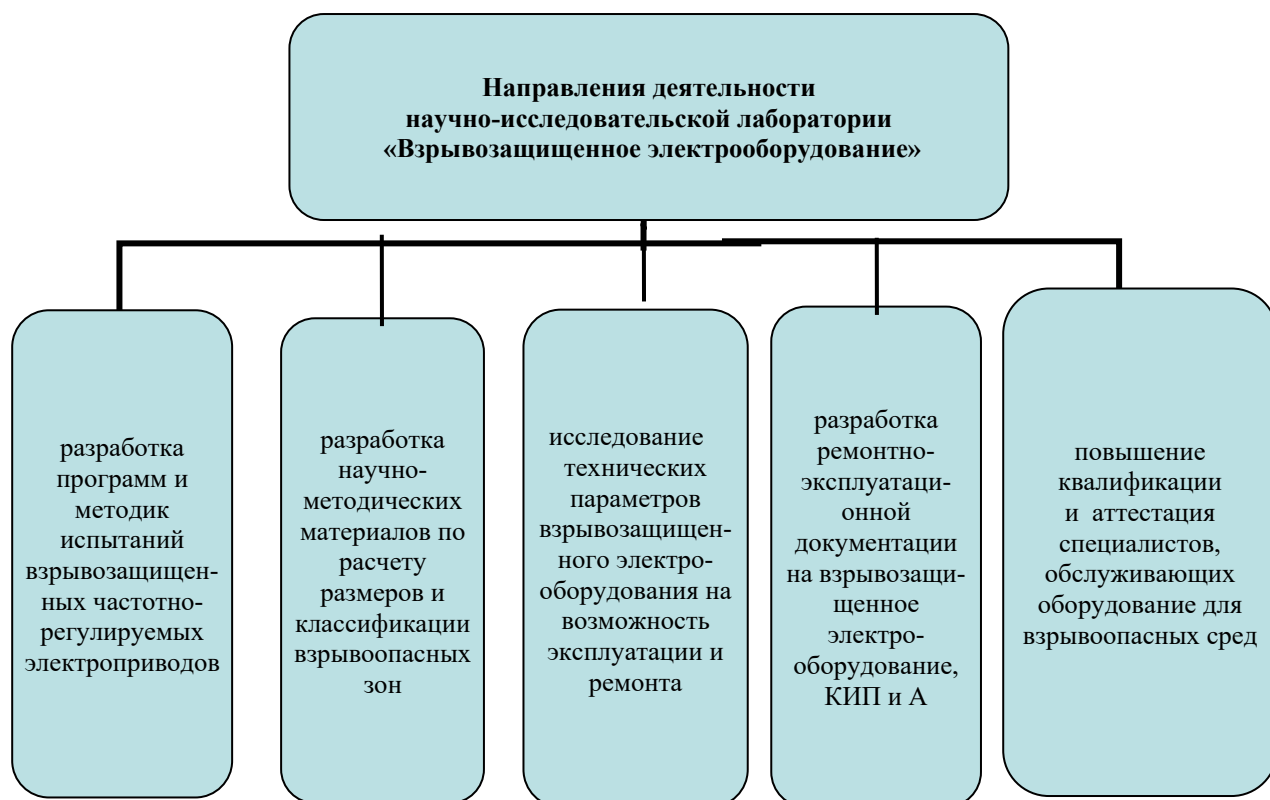 Направления деятельности
научно-исследовательской лаборатории
«Взрывозащищенное электрооборудование»
разработка
программ и
методик
испытаний
взрывозащищен-
ных частотно-
регулируемых
электроприводов
разработка
научно-
методических
материалов по
расчету
размеров и
классификации
взрывоопасных
зон
исследование
технических
параметров
взрывозащищен-
ного электро-
оборудования на
возможность
эксплуатации и
ремонта
разработка
ремонтно-
эксплуатаци-
онной
документации
на взрывозащи-
щенное
электро-
оборудование,
КИП и А
повышение
квалификации
и аттестация
специалистов,
обслуживающих
оборудование для
взрывоопасных сред